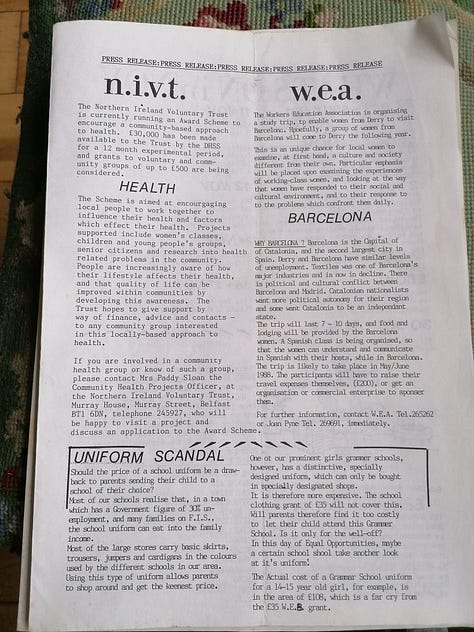 PRESS RELEASE:PRESS RELEASE:PRESS RELEASE:PRESS RELEASE:PRESS RELEASE
n.i.v.t.
The Northern Ireland Voluntary Trust
is currently running an Award Scheme to
encourage a community-based approach
to health. £30,000 has been made
available to the Trust by the DHSS
for a 12 month experimental period,
and grants to voluntary and comm-
unity groups of up to £500 are being
considered.
HEALTH
The Scheme is aimed at encourgaging
local people to work together to
influence their health and factors
which effect their health. Projects
supported include women's classes,
children and young people's groups,
senior citizens and research into health
related problems in the community.
People are increasingly aware of how
their lifestyle affects their health,
and that quality of life can be
improved within communities by
developing this awareness. The
Trust hopes to give support by
way of finance, advice and contacts -
to any community group interested
in this locally-based approach to
health.
If you are involved in a community
health group or know of such a group,
please contact Mrs Paddy Sloan the
Community Health Projects Officer, at
the Northern Ireland Voluntary Trust,
Murray House, Murray Street, Belfast
BT1 6DN, telephone 245927, who will
be happy to visit a project and
discuss an application to the Award Scheme.
w.e.a.
The Workers Education Association is organising
a study trip, to enable women from Derry to visit
Barcelona. Hopefully, a group of women from
Barcelona will come to Derry the following year.
This is an unique chance for local women to
examine, at first hand, a culture and society
different from their own. Particular emphasis
will be placed upon examining the experiences
of working-class women, and looking at the way
that women have responded to their social and
cultural environment, and to their response to
to the problems which confront them daily.
BARCELONA
WHY BARCELONA ? Barcelona is the Capital of
of Catalonia, and the second largest city in
Spain. Derry and Barcelona have similar levels
of unemployment. Textiles was one of Barcelona's
major industries and is now in decline. There
is political and cultural conflict between
Barcelona and Madrid. Catalonian nationalists
want more political autonomy for their region
and some want Catalonia to be an independant
state.
The trip will last 7 - 10 days, and food and
lodging will be provided by the Barcelona
women. A Spanish class is being organised, so
that the women can understand and communicate
in Spanish with their hosts, while in Barcelona.
The trip is likely to take place in May/June
1988. The participants will have to raise their
travel expenses themselves, (£200), or get an
organisation or commercial enterprise to sponser
them.
For further information, contact W.E.A. Tel.265262
or Joan Pyne Tel. 269691, immediately.
UNIFORM SCANDAL
Should the price of a school uniform be a draw-
back to parents sending their child to a
school of their choice?
Most of our schools realise that, in a town
which has a Government figure of 30% un-
employment, and many families on F.I.S.,
the school uniform can eat into the family
income.
Most of the large stores carry basic skirts,
trousers, jumpers and cardigans in the colours
used by the different schools in our area.
Using this type of uniform allows parents
to shop around and get the keenest price.
One of our prominent girls grammer schools,
however, has a distinctive, specially
designed uniform, which can only be bought
in specially designated shops.
It is therefore more expensive. The school
clothing grant of £35 will not cover this.
Will parents therefore find it too costly
to let their child attend this Grammer
School. Is it only for the well-off?
In this day of Equal Opportunities, maybe
a certain school shoul take another look
at it's uniform!
The Actual cost of a Grammar School uniform
for a 14-15 year old girl, for example, is
in the area of £108, which is a far cry from
the £35 W.E.B. grant.